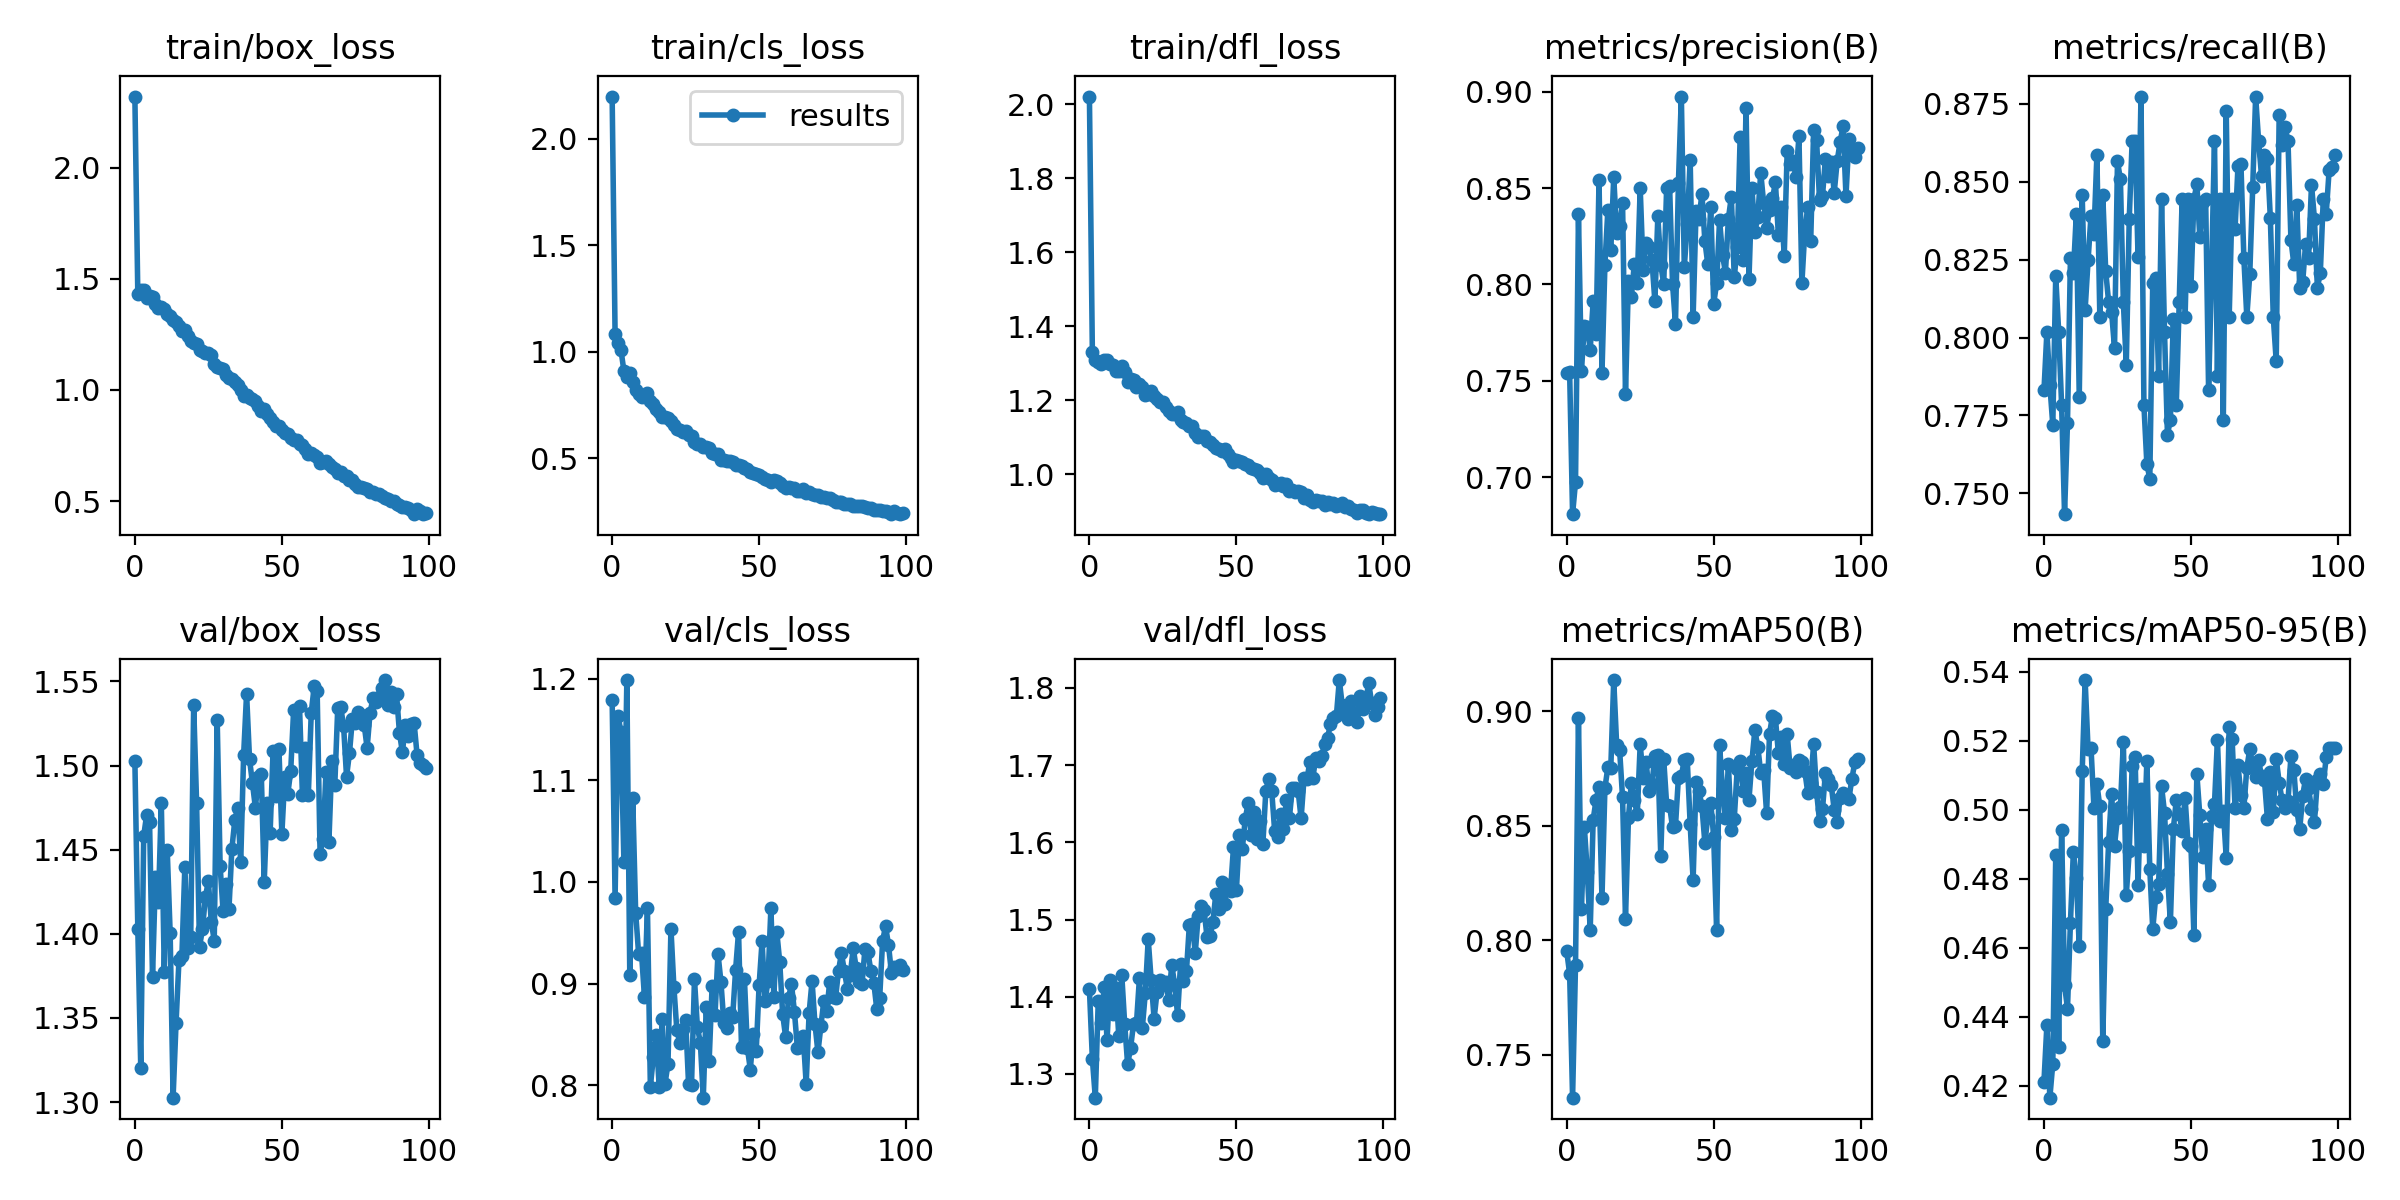 train/box_loss
2.0
1.5
1.0
0.5
0 50 100
train/cls_loss
results
2.0
1.5
1.0
0.5
0 50 100
train/dfl_loss
2.0
1.8
1.6
1.4
1.2
1.0
0 50 100
metrics/precision(B)
0.90
0.85
0.80
0.75
0.70
0 50 100
metrics/recall(B)
0.875
0.850
0.825
0.800
0.775
0.750
0 50 100
val/box_loss
1.55
1.50
1.45
1.40
1.35
1.30
0 50 100
val/cls_loss
1.2
1.1
1.0
0.9
0.8
0 50 100
val/dfl_loss
1.8
1.7
1.6
1.5
1.4
1.3
0 50 100
metrics/mAP50(B)
0.90
0.85
0.80
0.75
0 50 100
metrics/mAP50-95(B)
0.54
0.52
0.50
0.48
0.46
0.44
0.42
0 50 100